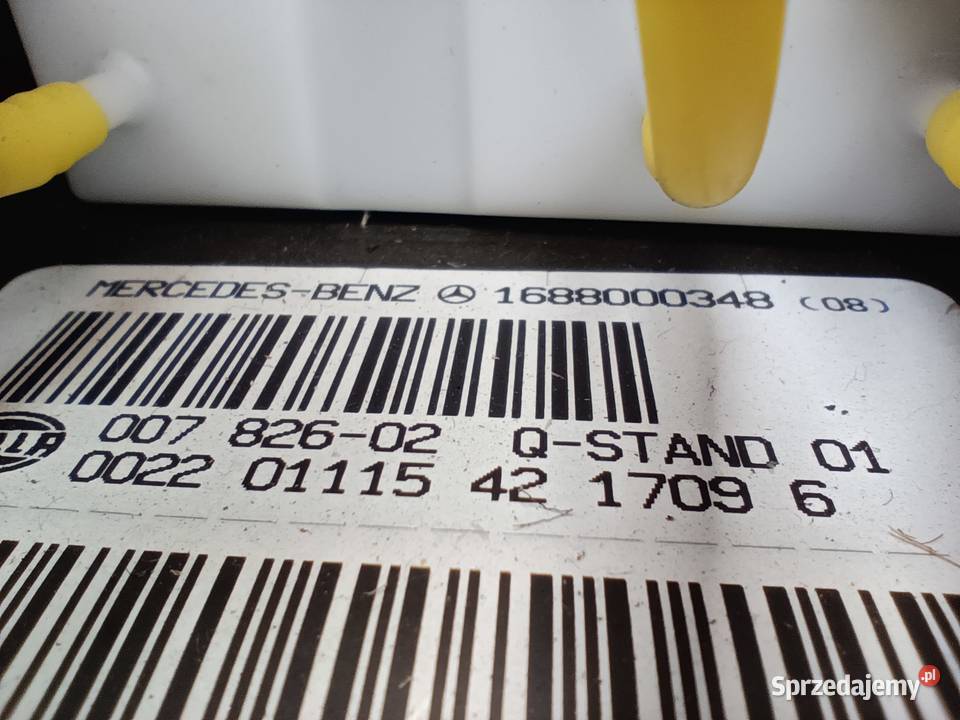 MERCEDES-BENZ 1688000348 (08)
007 826-02 Q-STAND 01
0022 01115 42 1709 6
Sprzedajemy.pl